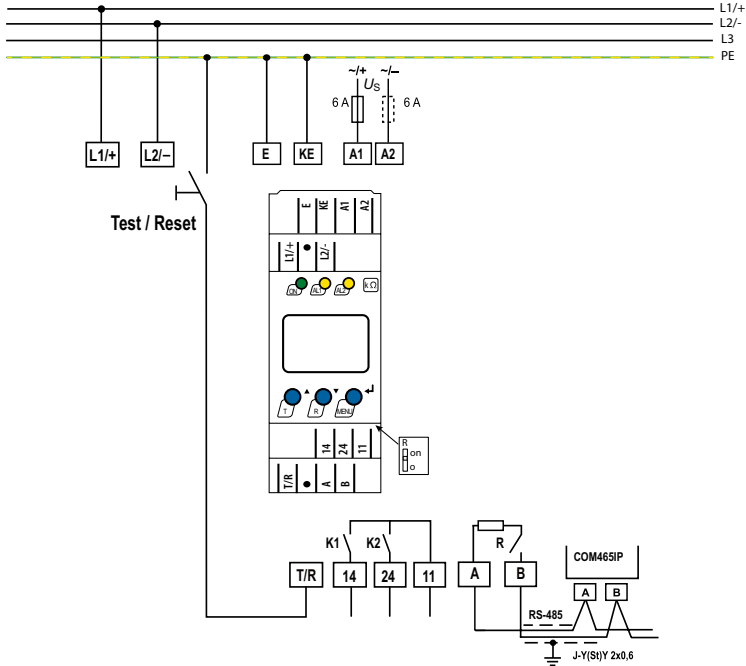 L1/+
L2/-
L3
PE
~/+ ~/–
US
6 A 6 A
L1/+ L2/– E KE A1 A2
Test / Reset
E KE A1 A2
L1/+ L2/-
ON AL1 AL2 kΩ
T R MENU
R
on
o
14 24 11
T/R A B
K1 K2 R
COM465IP
T/R 14 24 11 A B
A B
RS-485
J-Y(St)Y 2x0,6